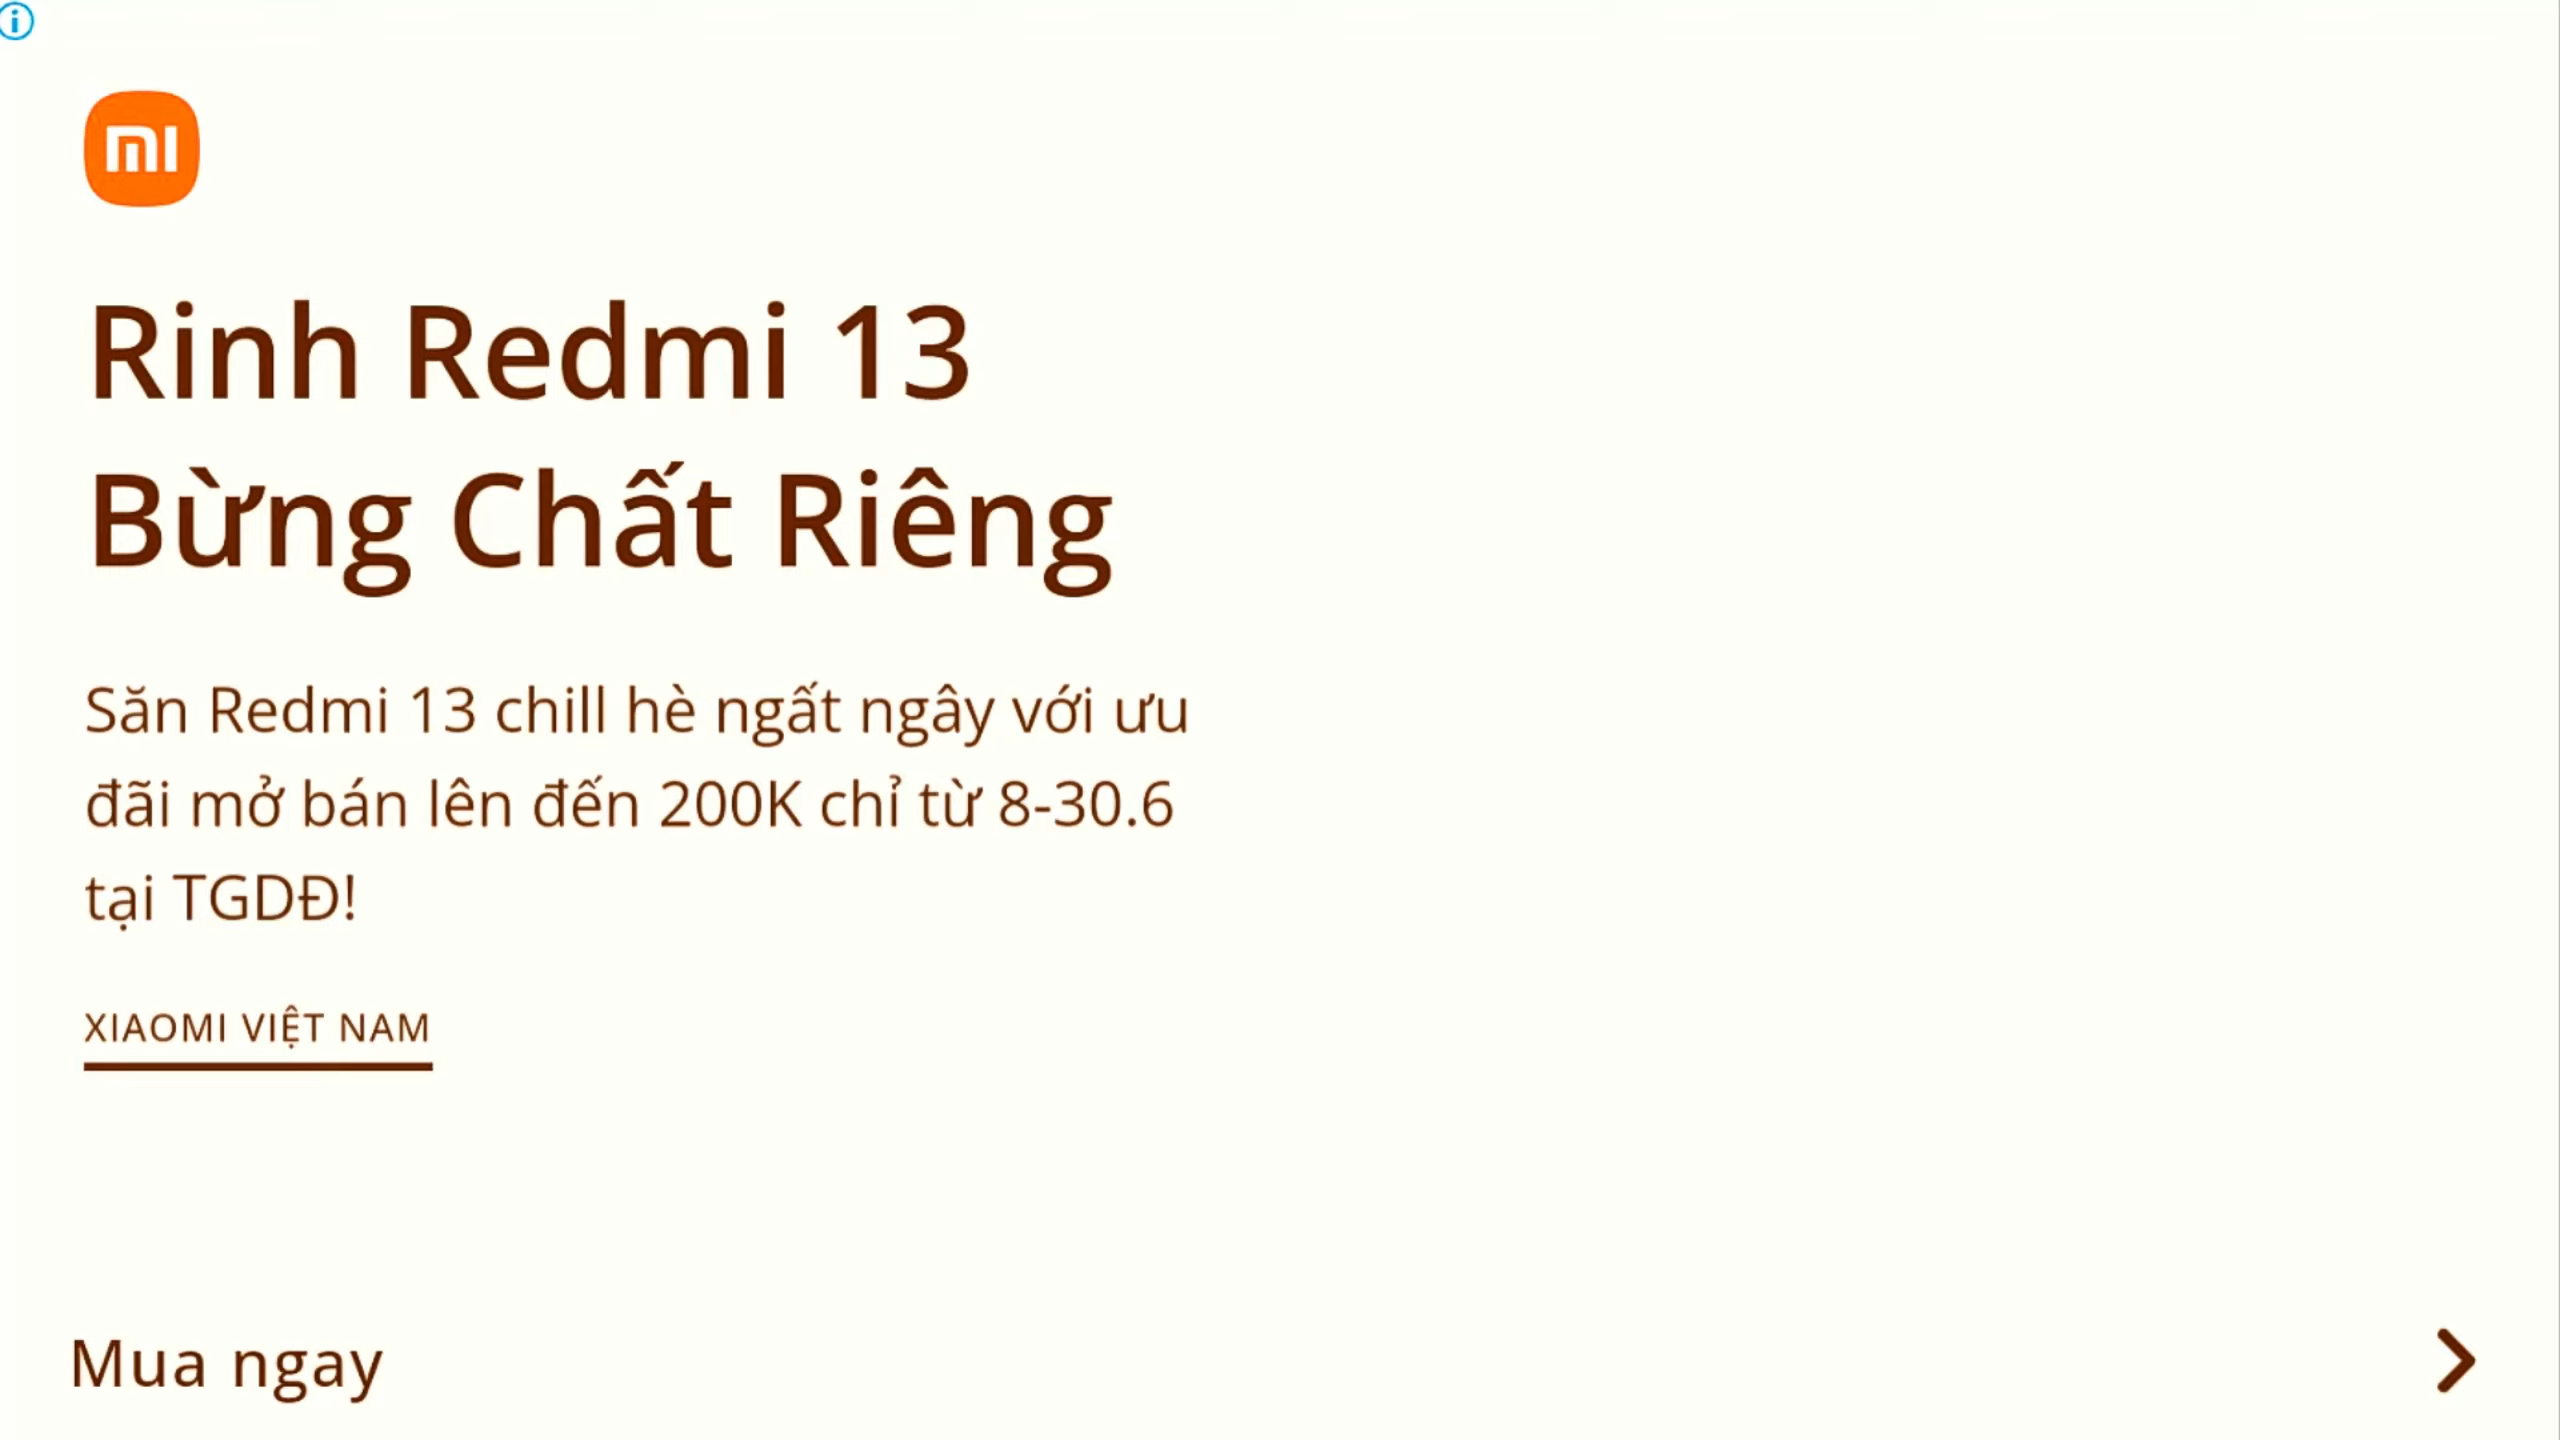 mi
Rinh Redmi 13
Bừng Chất Riêng
Săn Redmi 13 chill hè ngất ngây với ưu
đãi mở bán lên đến 200K chỉ từ 8-30.6
tại TGDĐ!
XIAOMI VIỆT NAM
Mua ngay